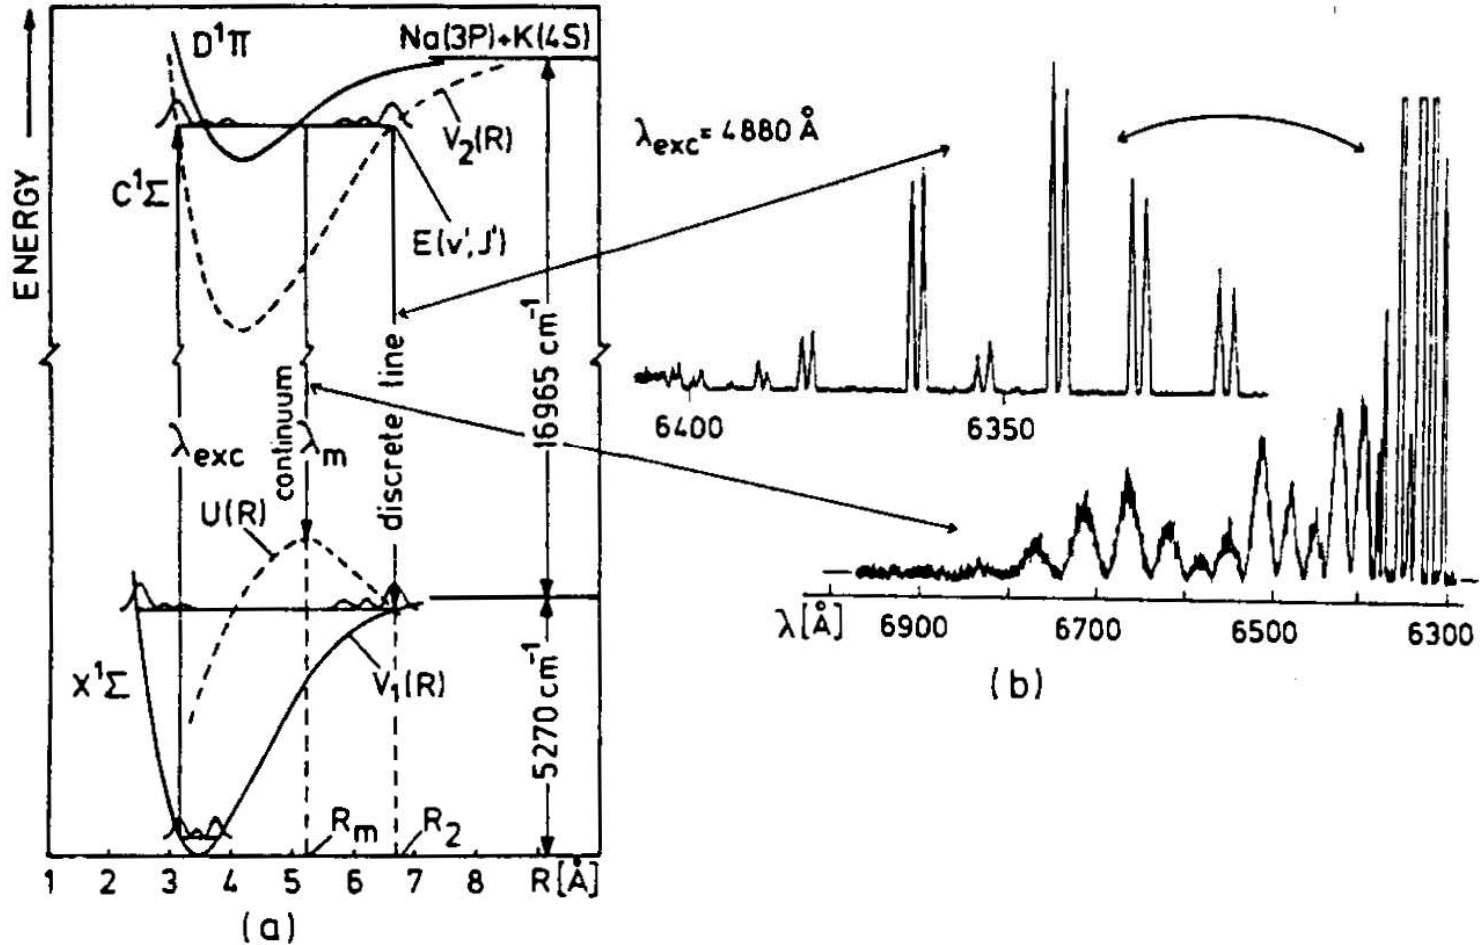 ENERGY
D¹Π
Na(3P)+K(4S)
V₂(R)
C¹Σ
E(v',J')
λexc
continuum
λm
discrete line
16965 cm⁻¹
U(R)
X¹Σ
V₁(R)
5270 cm⁻¹
Rm
R₂
1 2 3 4 5 6 7 8 R[Å]
(a)
λexc = 4880 Å
6400 6350
λ[Å] 6900 6700 6500 6300
(b)